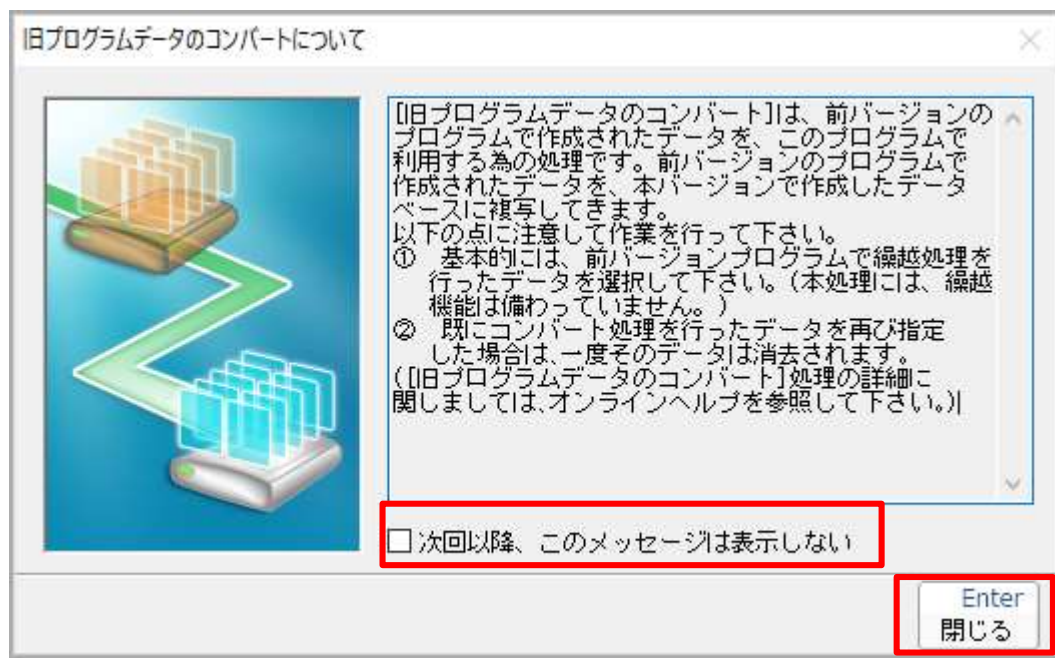 旧プログラムデータのコンバートについて
[旧プログラムデータのコンバート]は、前バージョンの
プログラムで作成されたデータを、このプログラムで
利用する為の処理です。前バージョンのプログラムで
作成されたデータを、本バージョンで作成したデータ
ベースに複写してきます。
以下の点に注意して作業を行って下さい。
① 基本的には、前バージョンプログラムで繰越処理を
行ったデータを選択して下さい。(本処理には、繰越
機能は備わっていません。)
② 既にコンバート処理を行ったデータを再び指定
した場合は、一度そのデータは消去されます。
([旧プログラムデータのコンバート]処理の詳細に
関しましては、オンラインヘルプを参照して下さい。)
次回以降、このメッセージは表示しない
Enter
閉じる